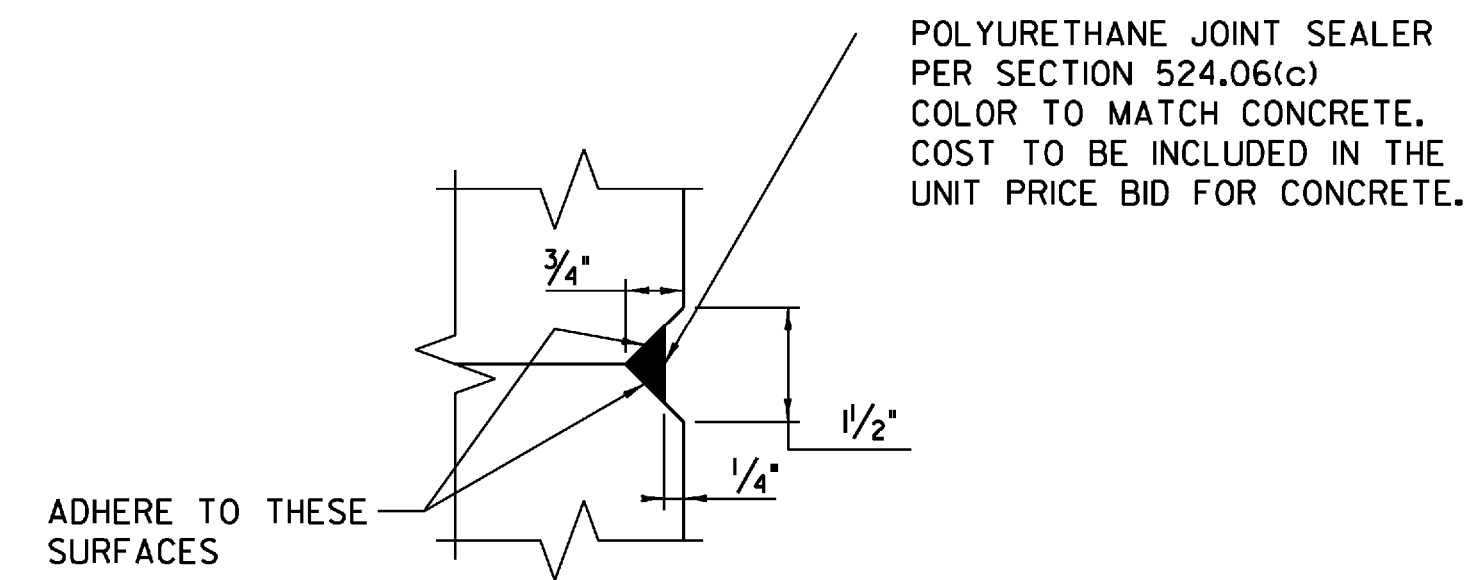 POLYURETHANE JOINT SEALER
PER SECTION 524.06(c)
COLOR TO MATCH CONCRETE.
COST TO BE INCLUDED IN THE
UNIT PRICE BID FOR CONCRETE.
3/4"
1 1/2"
1/4"
ADHERE TO THESE
SURFACES